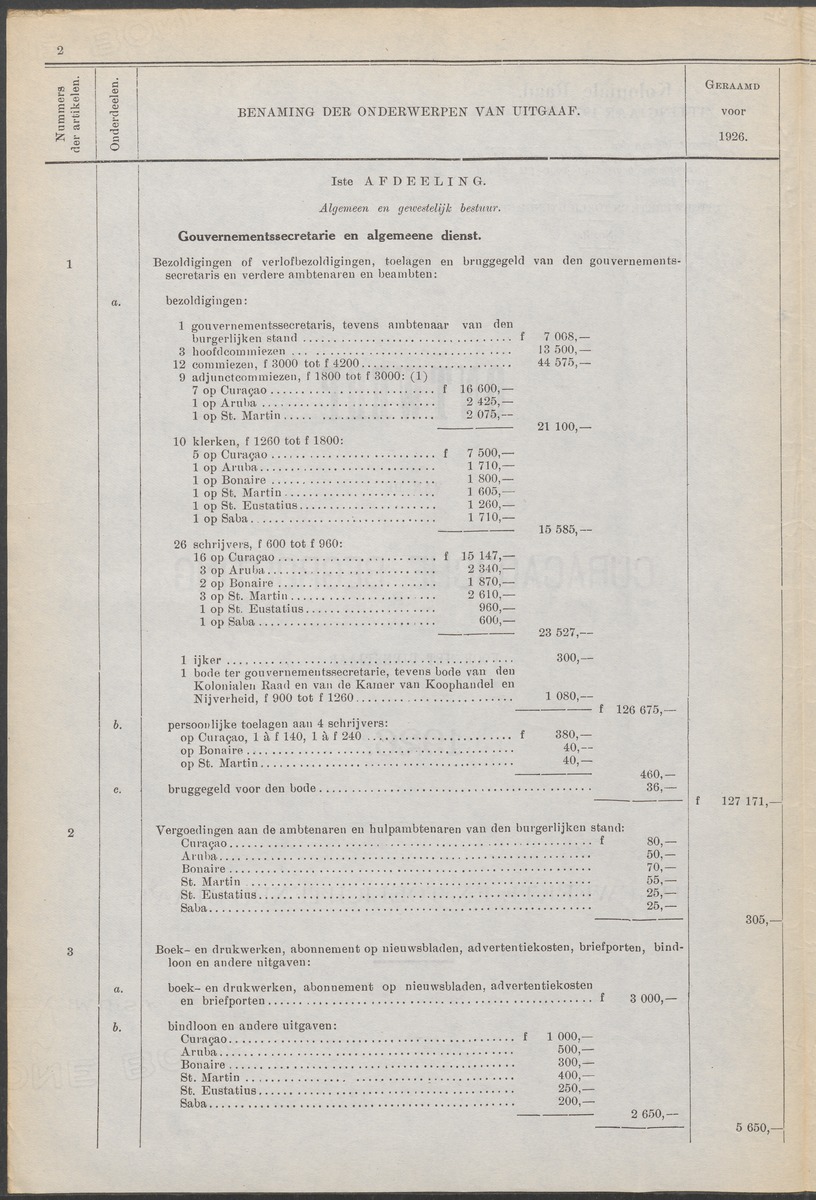 2
Nummers
der artikelen.
Onderdeelen.
BENAMING DER ONDERWERPEN VAN UITGAAF.
GERAAMD
voor
1926.
Iste AFDEELING.
Algemeen en gewestelijk bestuur.
Gouvernementssecretarie en algemeene dienst.
1 Bezoldigingen of verlofbezoldigingen, toelagen en bruggegeld van den gouvernements-
secretaris en verdere ambtenaren en beambten:
a. bezoldigingen:
1 gouvernementssecretaris, tevens ambtenaar van den
burgerlijken stand ........ f 7 008,—
3 hoofdcommiezen ........ 13 500,—
12 commiezen, f 3000 tot f 4200 ........ 44 575,—
9 adjunctcommiezen, f 1800 tot f 3000: (1)
7 op Curaçao ........ f 16 600,—
1 op Aruba ........ 2 425,—
1 op St. Martin ........ 2 075,—
21 100,—
10 klerken, f 1260 tot f 1800:
5 op Curaçao ........ f 7 500,—
1 op Aruba ........ 1 710,—
1 op Bonaire ........ 1 800,—
1 op St. Martin ........ 1 605,—
1 op St. Eustatius ........ 1 260,—
1 op Saba ........ 1 710,—
15 585,—
26 schrijvers, f 600 tot f 960:
16 op Curaçao ........ f 15 147,—
3 op Aruba ........ 2 340,—
2 op Bonaire ........ 1 870,—
3 op St. Martin ........ 2 610,—
1 op St. Eustatius ........ 960,—
1 op Saba ........ 600,—
23 527,—
1 ijker ........ 300,—
1 bode ter gouvernementssecretarie, tevens bode van den
Kolonialen Raad en van de Kamer van Koophandel en
Nijverheid, f 900 tot f 1260 ........ 1 080,—
f 126 675,—
b. persoonlijke toelagen aan 4 schrijvers:
op Curaçao, 1 à f 140, 1 à f 240 ........ f 380,—
op Bonaire ........ 40,—
op St. Martin ........ 40,—
460,—
c. bruggegeld voor den bode ........ 36,—
f 127 171,—
2 Vergoedingen aan de ambtenaren en hulpambtenaren van den burgerlijken stand:
Curaçao ........ f 80,—
Aruba ........ 50,—
Bonaire ........ 70,—
St. Martin ........ 55,—
St. Eustatius ........ 25,—
Saba ........ 25,—
305,—
3 Boek- en drukwerken, abonnement op nieuwsbladen, advertentiekosten, briefporten, bind-
loon en andere uitgaven:
a. boek- en drukwerken, abonnement op nieuwsbladen, advertentiekosten
en briefporten ........ f 3 000,—
b. bindloon en andere uitgaven:
Curaçao ........ f 1 000,—
Aruba ........ 500,—
Bonaire ........ 300,—
St. Martin ........ 400,—
St. Eustatius ........ 250,—
Saba ........ 200,—
2 650,—
5 650,—